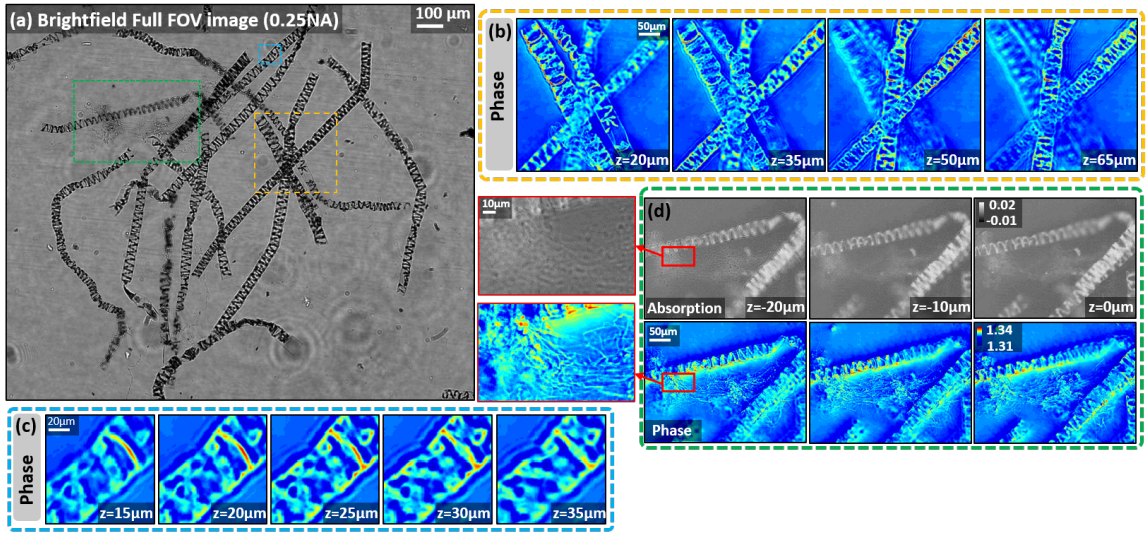 (a) Brightfield Full FOV image (0.25NA)
100 μm
(b)
Phase
50μm
z=20μm
z=35μm
z=50μm
z=65μm
10μm
(d)
Absorption
z=-20μm
z=-10μm
0.02
-0.01
z=0μm
50μm
Phase
1.34
1.31
(c)
Phase
20μm
z=15μm
z=20μm
z=25μm
z=30μm
z=35μm